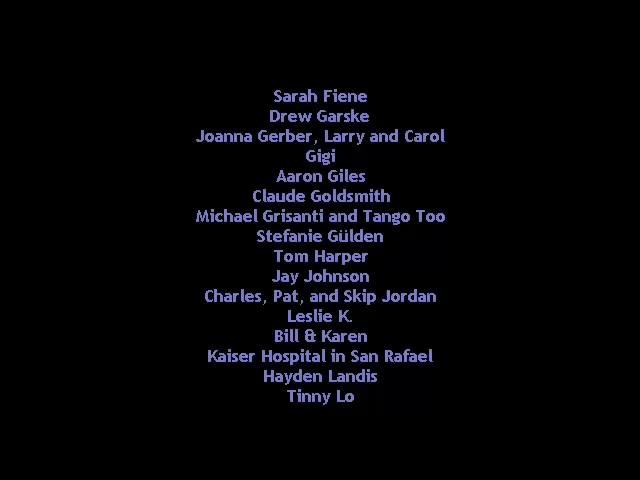 Sarah Fiene
Drew Garske
Joanna Gerber, Larry and Carol
Gigi
Aaron Giles
Claude Goldsmith
Michael Grisanti and Tango Too
Stefanie Gülden
Tom Harper
Jay Johnson
Charles, Pat, and Skip Jordan
Leslie K.
Bill & Karen
Kaiser Hospital in San Rafael
Hayden Landis
Tinny Lo